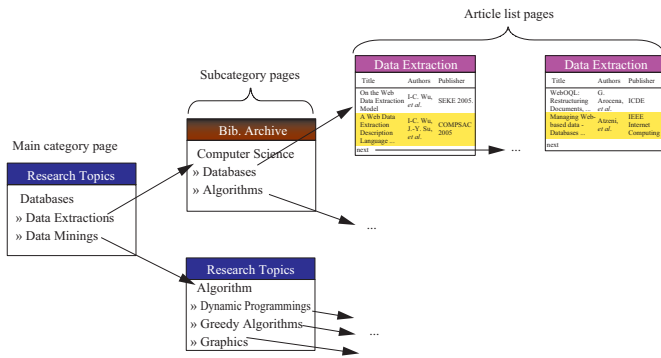 Article list pages
Subcategory pages
Main category page
Research Topics
Databases
» Data Extractions
» Data Minings
Bib. Archive
Computer Science
» Databases
» Algorithms
...
Research Topics
Algorithm
» Dynamic Programmings
» Greedy Algorithms
» Graphics
...
Data Extraction
Title Authors Publisher
On the Web
Data Extraction
Model
I-C. Wu,
et al.
SEKE 2005.
A Web Data
Extraction
Description
Language ...
I-C. Wu,
J.-Y. Su,
et al.
COMPSAC
2005
next
...
Data Extraction
Title Authors Publisher
WebOQL:
Restructuring
Documents, ...
G.
Arocena,
et al.
ICDE
Managing Web-
based data -
Databases ...
Atzeni,
et al.
IEEE
Internet
Computing
next